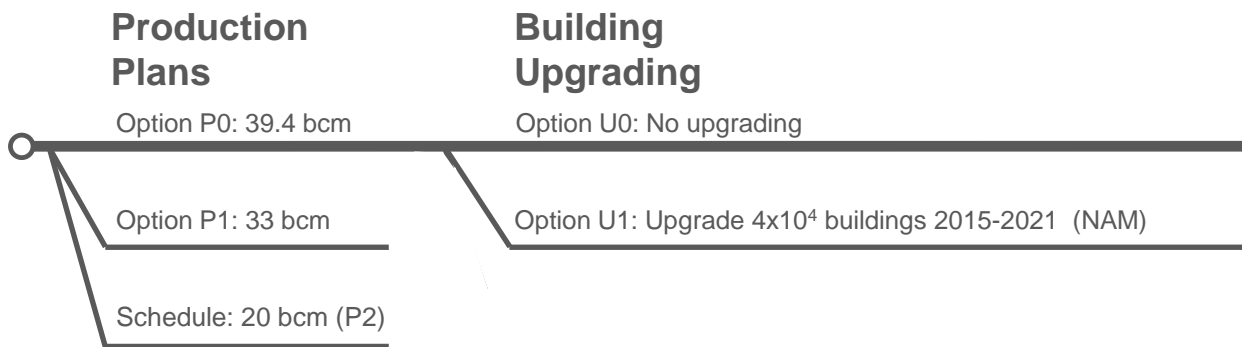 Production
Plans
Building
Upgrading
Option P0: 39.4 bcm
Option U0: No upgrading
Option P1: 33 bcm
Option U1: Upgrade 4x10⁴ buildings 2015-2021 (NAM)
Schedule: 20 bcm (P2)